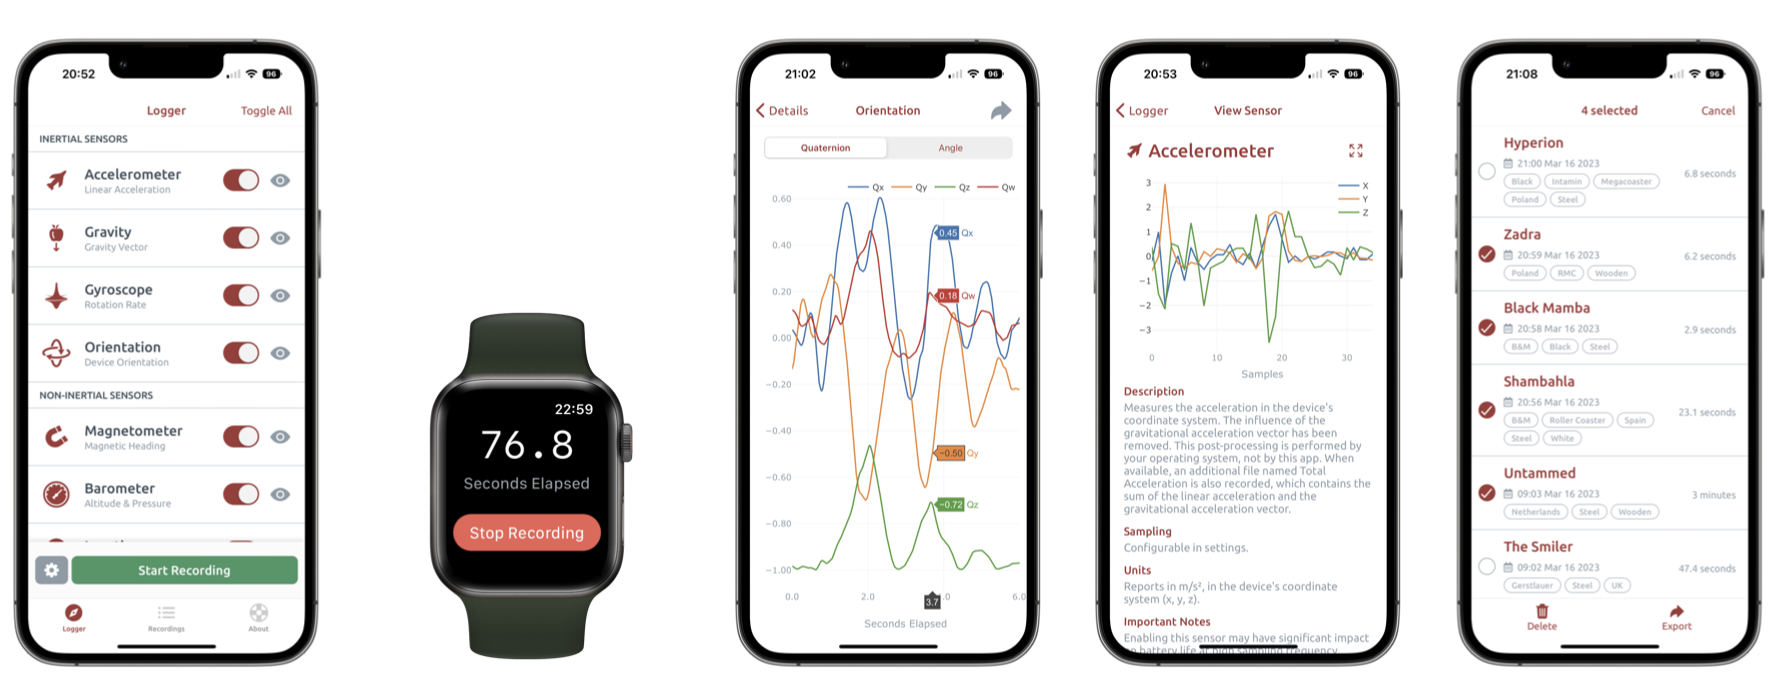 20:52
96
Logger
Toggle All
INERTIAL SENSORS
Accelerometer
Linear Acceleration
Gravity
Gravity Vector
Gyroscope
Rotation Rate
Orientation
Device Orientation
NON-INERTIAL SENSORS
Magnetometer
Magnetic Heading
Barometer
Altitude & Pressure
Start Recording
Logger
Recordings
About
22:59
76.8
Seconds Elapsed
Stop Recording
21:02
96
Details
Orientation
Quaternion
Angle
Qx Qy Qz Qw
0.60
0.40
0.20
0.00
−0.20
−0.40
−0.60
−0.80
−1.00
0.45 Qx
0.18 Qw
−0.50 Qy
−0.72 Qz
0.0 2.0 3.7 .0 6.0
Seconds Elapsed
20:53
96
Logger
View Sensor
Accelerometer
X
Y
Z
3
2
1
0
−1
−2
−3
0 10 20 30
Samples
Description
Measures the acceleration in the device's
coordinate system. The influence of the
gravitational acceleration vector has been
removed. This post-processing is performed by
your operating system, not by this app. When
available, an additional file named Total
Acceleration is also recorded, which contains the
sum of the linear acceleration and the
gravitational acceleration vector.
Sampling
Configurable in settings.
Units
Reports in m/s², in the device's coordinate
system (x, y, z).
Important Notes
Enabling this sensor may have significant impact
on battery life at high sampling frequency.
21:08
96
4 selected
Cancel
Hyperion
21:00 Mar 16 2023
Black Intamin Megacoaster
Poland Steel
6.8 seconds
Zadra
20:59 Mar 16 2023
Poland RMC Wooden
6.2 seconds
Black Mamba
20:58 Mar 16 2023
B&M Black Steel
2.9 seconds
Shambahla
20:56 Mar 16 2023
B&M Roller Coaster Spain
Steel White
23.1 seconds
Untammed
09:03 Mar 16 2023
Netherlands Steel Wooden
3 minutes
The Smiler
09:02 Mar 16 2023
Gerstlauer Steel UK
47.4 seconds
Delete
Export